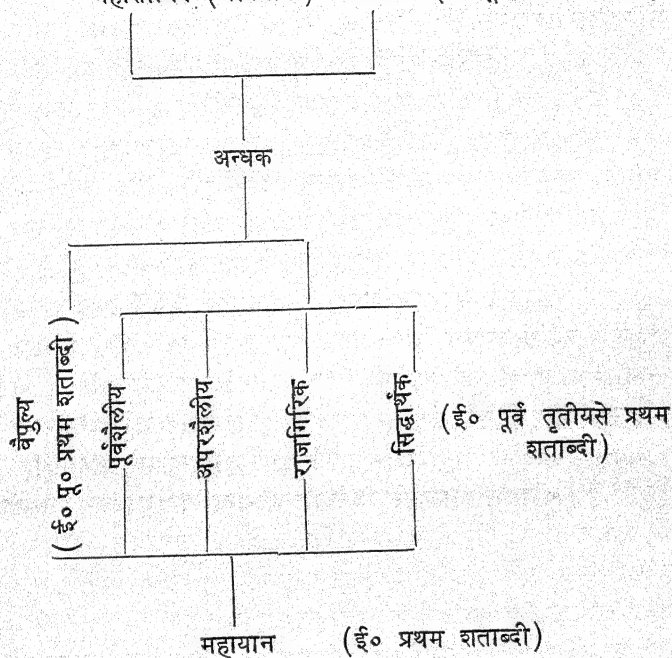 अन्धक
वैपुल्य
(ई० पू० प्रथम शताब्दी)
पूर्वशैलीय
अपरशैलीय
राजगिरिक
सिद्धार्थक
(ई० पूर्व तृतीयसे प्रथम
शताब्दी)
महायान (ई० प्रथम शताब्दी)